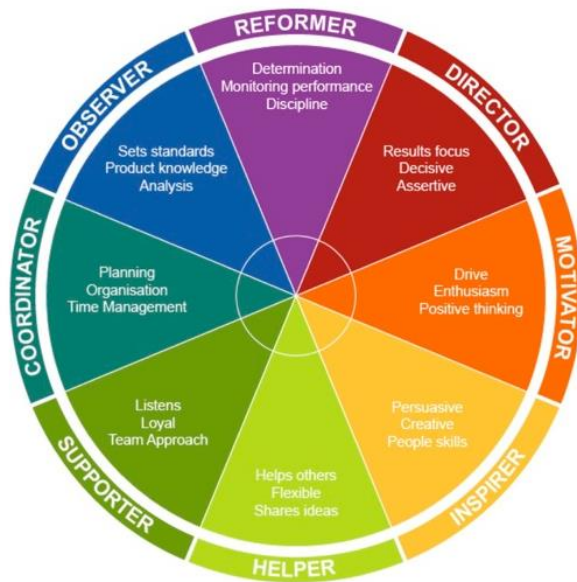 REFORMER
Determination
Monitoring performance
Discipline
DIRECTOR
Results focus
Decisive
Assertive
MOTIVATOR
Drive
Enthusiasm
Positive thinking
INSPIRER
Persuasive
Creative
People skills
HELPER
Helps others
Flexible
Shares ideas
SUPPORTER
Listens
Loyal
Team Approach
COORDINATOR
Planning
Organisation
Time Management
OBSERVER
Sets standards
Product knowledge
Analysis